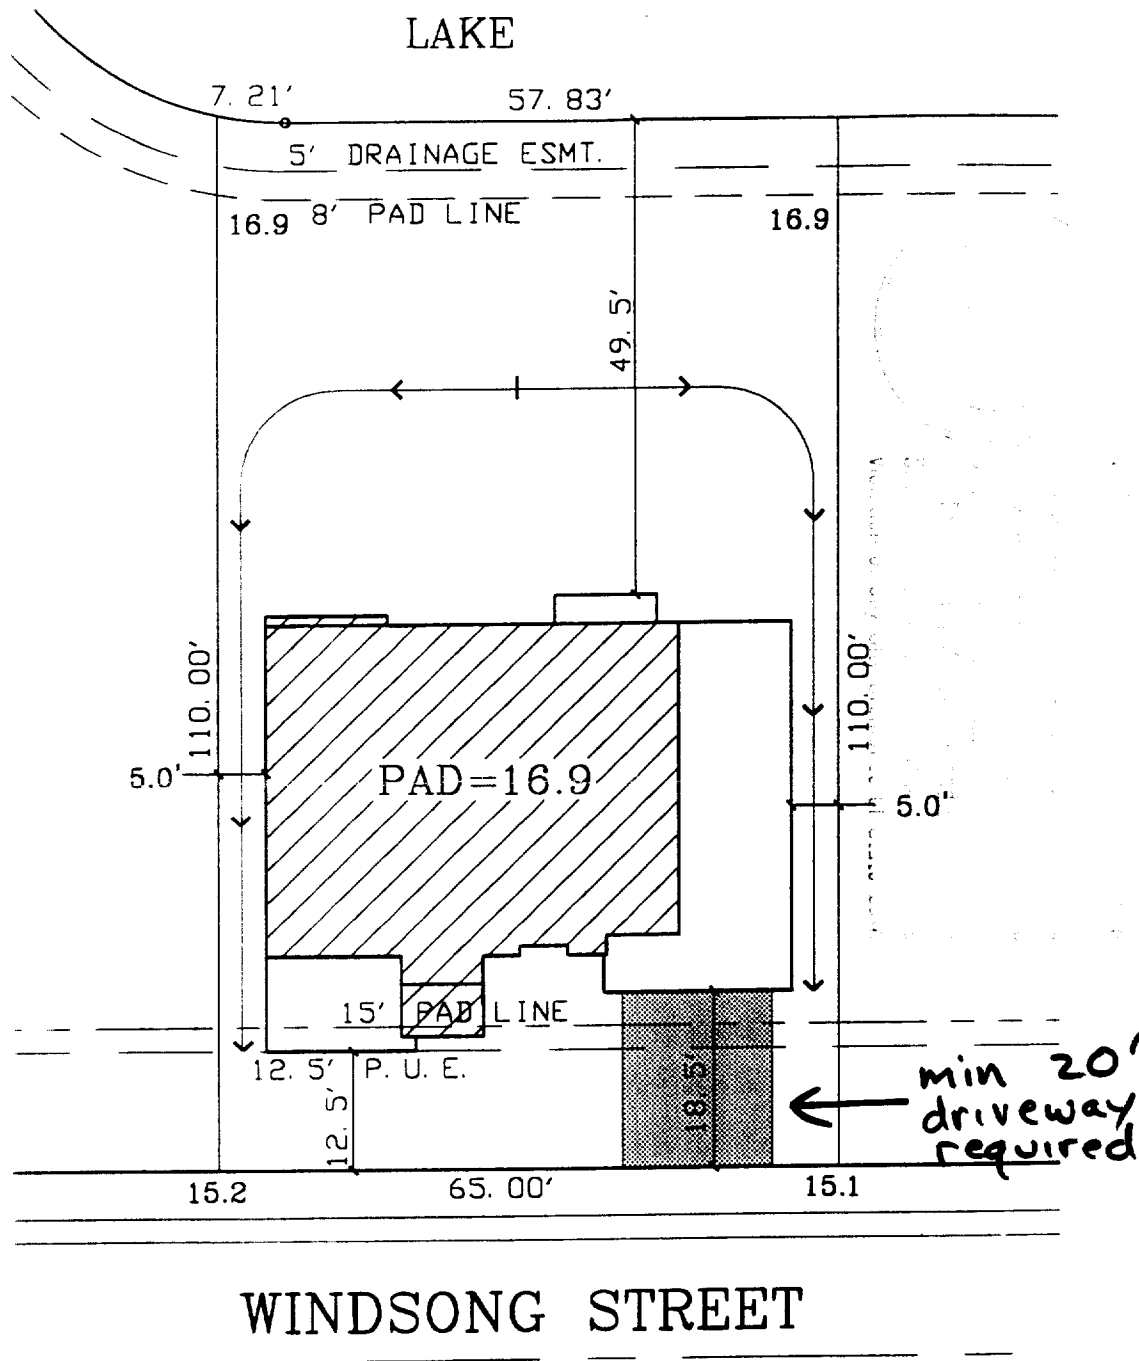 LAKE
7. 21'
57. 83'
5' DRAINAGE ESMT.
8' PAD LINE
16.9
16.9
49. 5'
110. 00'
110. 00'
5.0'
PAD=16.9
5.0'
15' PAD LINE
12. 5' P. U. E.
12. 5'
18. 5'
min 20'
driveway
required
15.2
65. 00'
15.1
WINDSONG STREET